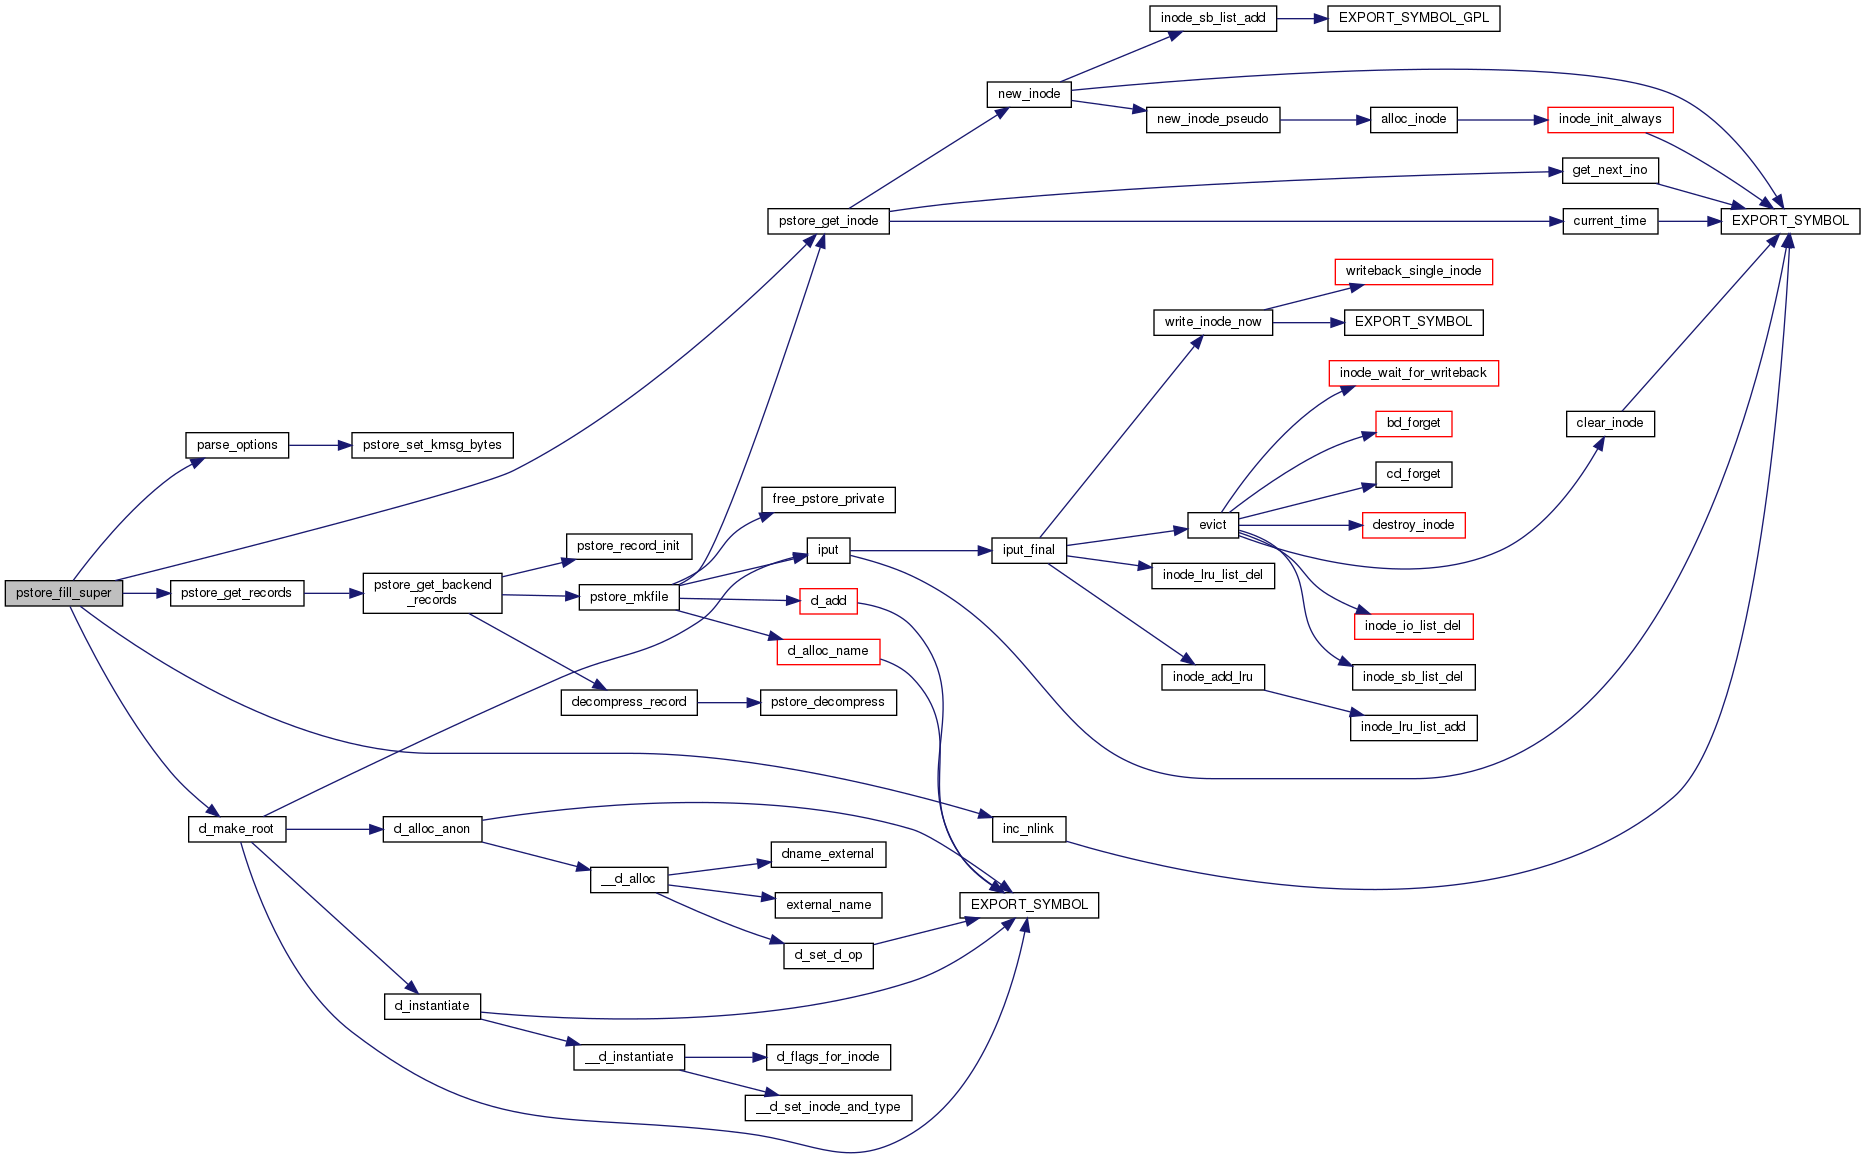 inode_sb_list_add
EXPORT_SYMBOL_GPL
new_inode
new_inode_pseudo
alloc_inode
inode_init_always
get_next_ino
pstore_get_inode
current_time
EXPORT_SYMBOL
writeback_single_inode
write_inode_now
EXPORT_SYMBOL
inode_wait_for_writeback
bd_forget
clear_inode
parse_options
pstore_set_kmsg_bytes
cd_forget
free_pstore_private
evict
destroy_inode
pstore_record_init
iput
iput_final
inode_lru_list_del
pstore_fill_super
pstore_get_records
pstore_get_backend
_records
pstore_mkfile
d_add
inode_io_list_del
d_alloc_name
inode_add_lru
inode_sb_list_del
decompress_record
pstore_decompress
inode_lru_list_add
d_make_root
d_alloc_anon
inc_nlink
dname_external
__d_alloc
external_name
EXPORT_SYMBOL
d_set_d_op
d_instantiate
__d_instantiate
d_flags_for_inode
__d_set_inode_and_type